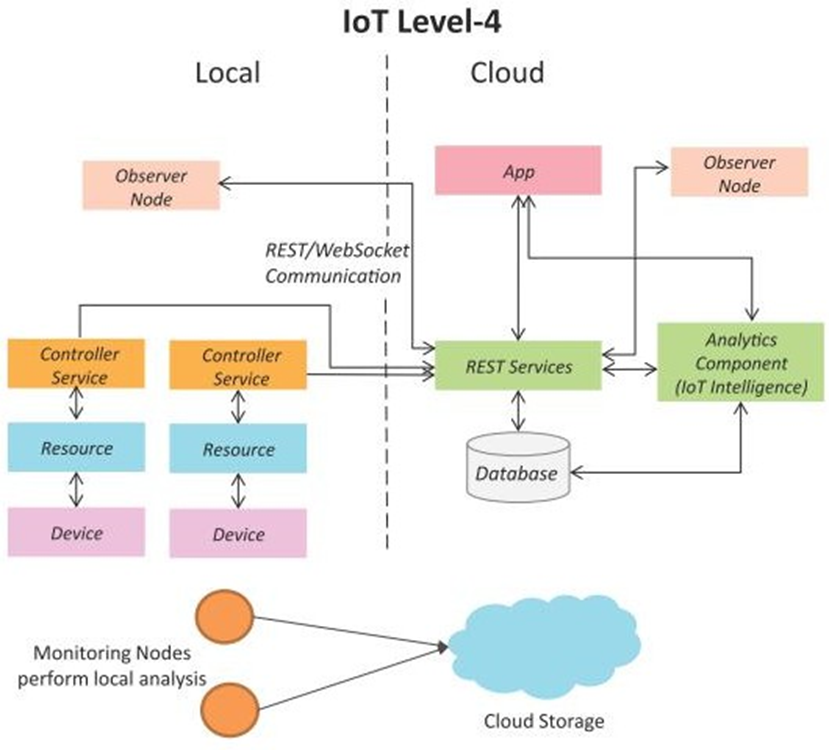 IoT Level-4
Local
Cloud
Observer
Node
App
Observer
Node
REST/WebSocket
Communication
Controller
Service
Controller
Service
REST Services
Analytics
Component
(IoT Intelligence)
Resource
Resource
Database
Device
Device
Monitoring Nodes
perform local analysis
Cloud Storage